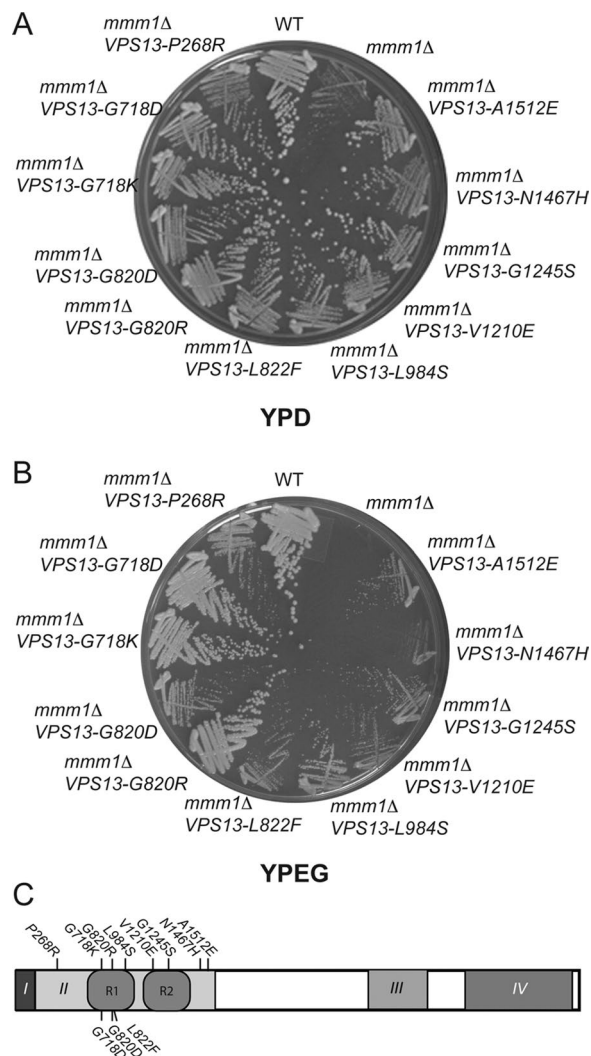 A
WT
mmm1Δ
VPS13-P268R
mmm1Δ
mmm1Δ
VPS13-G718D
mmm1Δ
VPS13-A1512E
mmm1Δ
VPS13-G718K
mmm1Δ
VPS13-N1467H
mmm1Δ
VPS13-G820D
mmm1Δ
VPS13-G1245S
mmm1Δ
VPS13-G820R
mmm1Δ
VPS13-V1210E
mmm1Δ
VPS13-L822F
mmm1Δ
VPS13-L984S
YPD
B
WT
mmm1Δ
VPS13-P268R
mmm1Δ
mmm1Δ
VPS13-G718D
mmm1Δ
VPS13-A1512E
mmm1Δ
VPS13-G718K
mmm1Δ
VPS13-N1467H
mmm1Δ
VPS13-G820D
mmm1Δ
VPS13-G1245S
mmm1Δ
VPS13-G820R
mmm1Δ
VPS13-V1210E
mmm1Δ
VPS13-L822F
mmm1Δ
VPS13-L984S
YPEG
C
P268R
G718K
G820R
L984S
V1210E
G1245S
N1467H
A1512E
I
II
R1
R2
III
IV
G718D
G820D
L822F